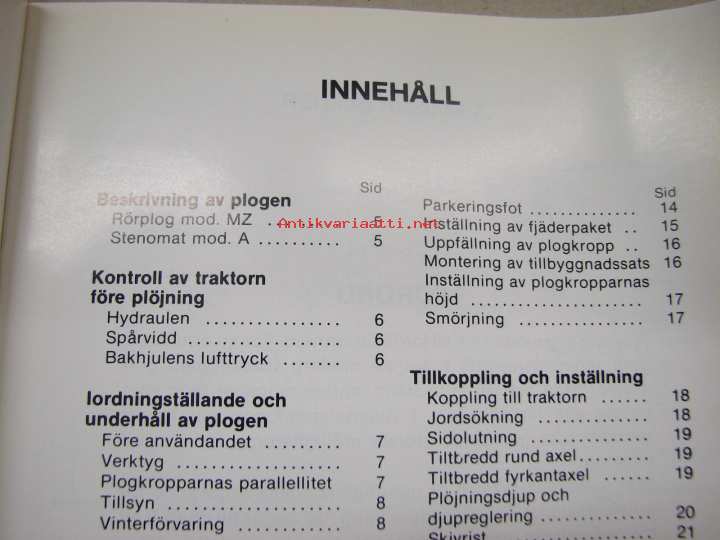 INNEHÅLL
Sid
Beskrivning av plogen
Rörplog mod. MZ ... 5
Stenomat mod. A .......... 5
Kontroll av traktorn
före plöjning
Hydraulen ................ 6
Spårvidd .................. 6
Bakhjulens lufttryck ....... 6
Iordningställande och
underhåll av plogen
Före användandet ......... 7
Verktyg .................. 7
Plogkropparnas parallellitet 7
Tillsyn .................... 8
Vinterförvaring ............ 8
Sid
Parkeringsfot .............. 14
Inställning av fjäderpaket .. 15
Uppfällning av plogkropp .. 16
Montering av tillbyggnadssats 16
Inställning av plogkropparnas
höjd ...................... 17
Smörjning ................ 17
Tillkoppling och inställning
Koppling till traktorn ...... 18
Jordsökning .............. 18
Sidolutning ............... 19
Tiltbredd rund axel......... 19
Tiltbredd fyrkantaxel ...... 19
Plöjningsdjup och
djupreglering ............. 20
Skivrist ... 21
Antikvariaatti.net